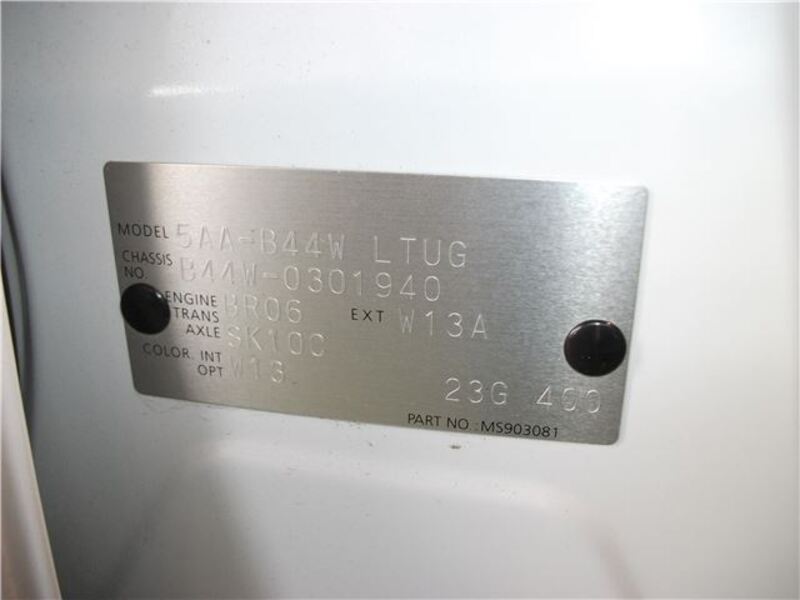 MODEL 5AA-B44W LTUG
CHASSIS NO. B44W-0301940
ENGINE BR06 EXT W13A
TRANS AXLE SK10C
COLOR. INT
OPT W13
23G 400
PART NO.:MS903081